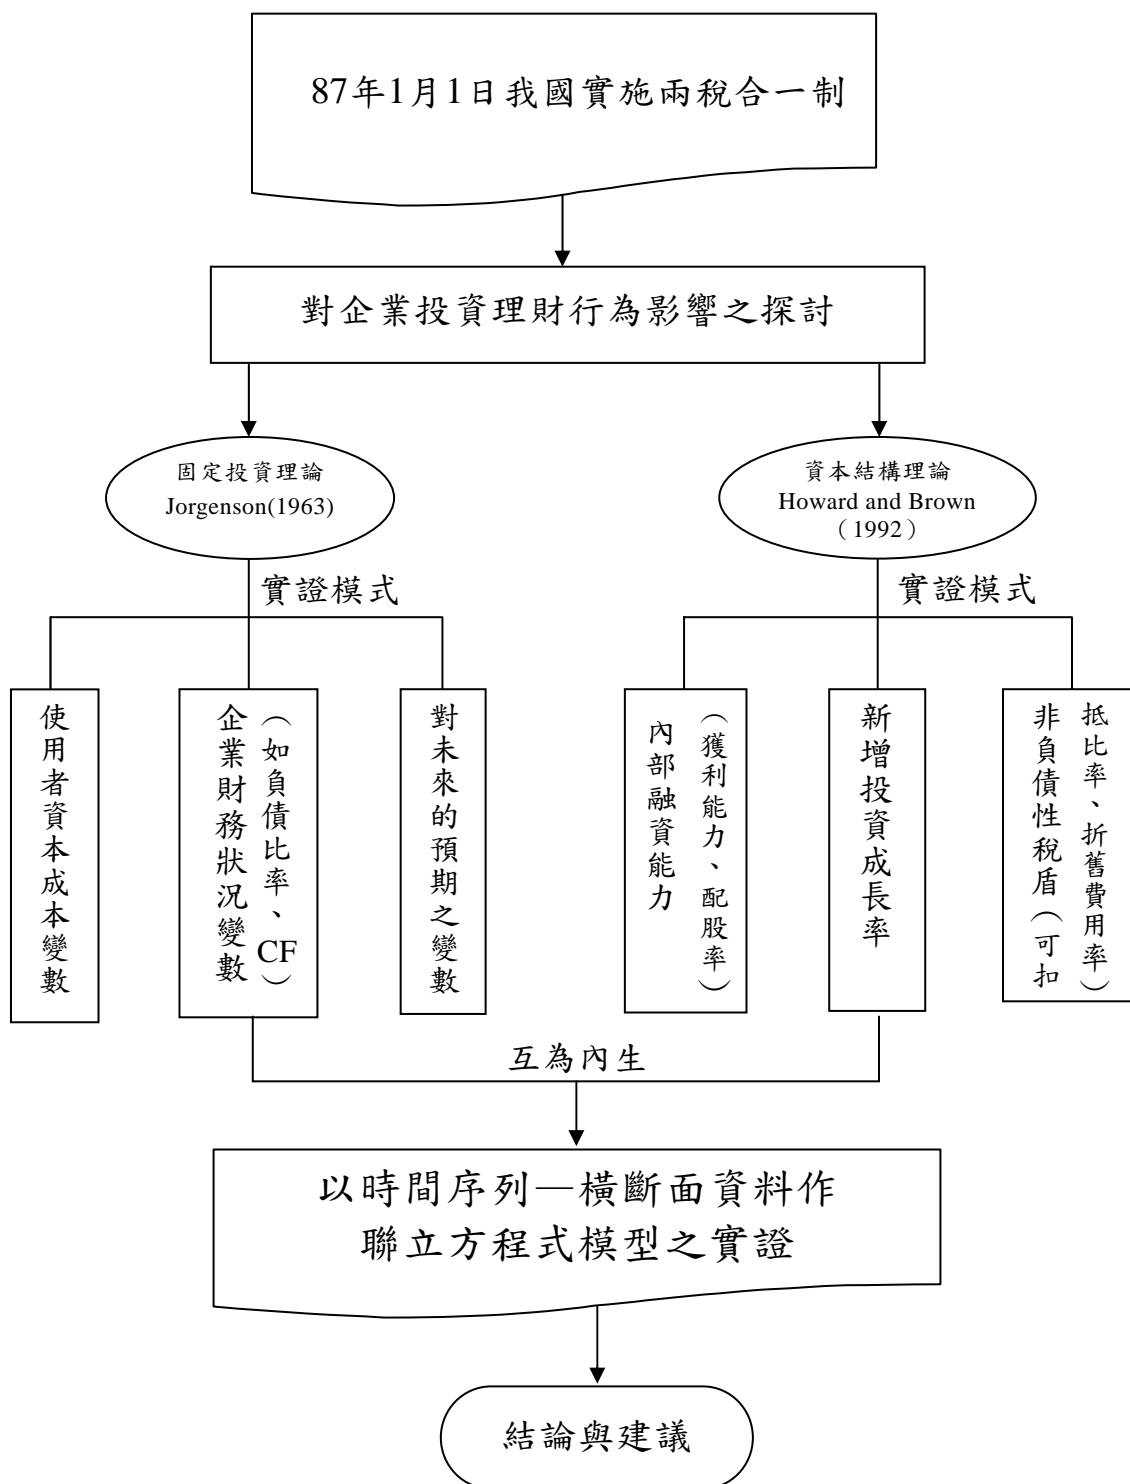 87年1月1日我國實施兩稅合一制
對企業投資理財行為影響之探討
固定投資理論
Jorgenson(1963)
資本結構理論
Howard and Brown
（1992）
實證模式
實證模式
使用者資本成本變數
企業財務狀況變數
（如負債比率、CF）
對未來的預期之變數
內部融資能力
（獲利能力、配股率）
新增投資成長率
非負債性稅盾（可扣
抵比率、折舊費用率）
互為內生
以時間序列—橫斷面資料作
聯立方程式模型之實證
結論與建議